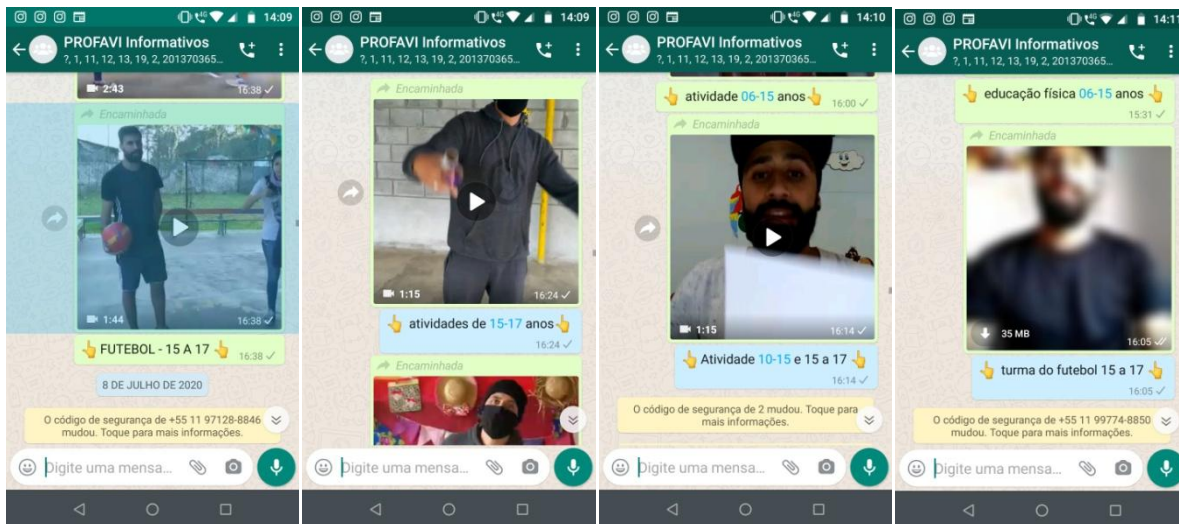 14:09
PROFAVI Informativos
?, 1, 11, 12, 13, 19, 2, 201370365...
2:43
16:38
Encaminhada
1:44
16:38
👆 FUTEBOL - 15 A 17 👆
16:38
8 DE JULHO DE 2020
O código de segurança de +55 11 97128-8846
mudou. Toque para mais informações.
Digite uma mensa...
14:09
PROFAVI Informativos
?, 1, 11, 12, 13, 19, 2, 201370365...
Encaminhada
1:15
16:24
👆 atividades de 15-17 anos 👆
16:24
Encaminhada
Digite uma mensa...
14:10
PROFAVI Informativos
?, 1, 11, 12, 13, 19, 2, 201370365...
👆 atividade 06-15 anos 👆
16:00
Encaminhada
1:15
16:14
👆 Atividade 10-15 e 15 a 17 👆
16:14
O código de segurança de 2 mudou. Toque para
mais informações.
Digite uma mensa...
14:11
PROFAVI Informativos
?, 1, 11, 12, 13, 19, 2, 201370365...
👆 educação física 06-15 anos 👆
15:31
Encaminhada
35 MB
16:05
👆 turma do futebol 15 a 17 👆
16:05
O código de segurança de +55 11 99774-8850
mudou. Toque para mais informações.
Digite uma mensa...